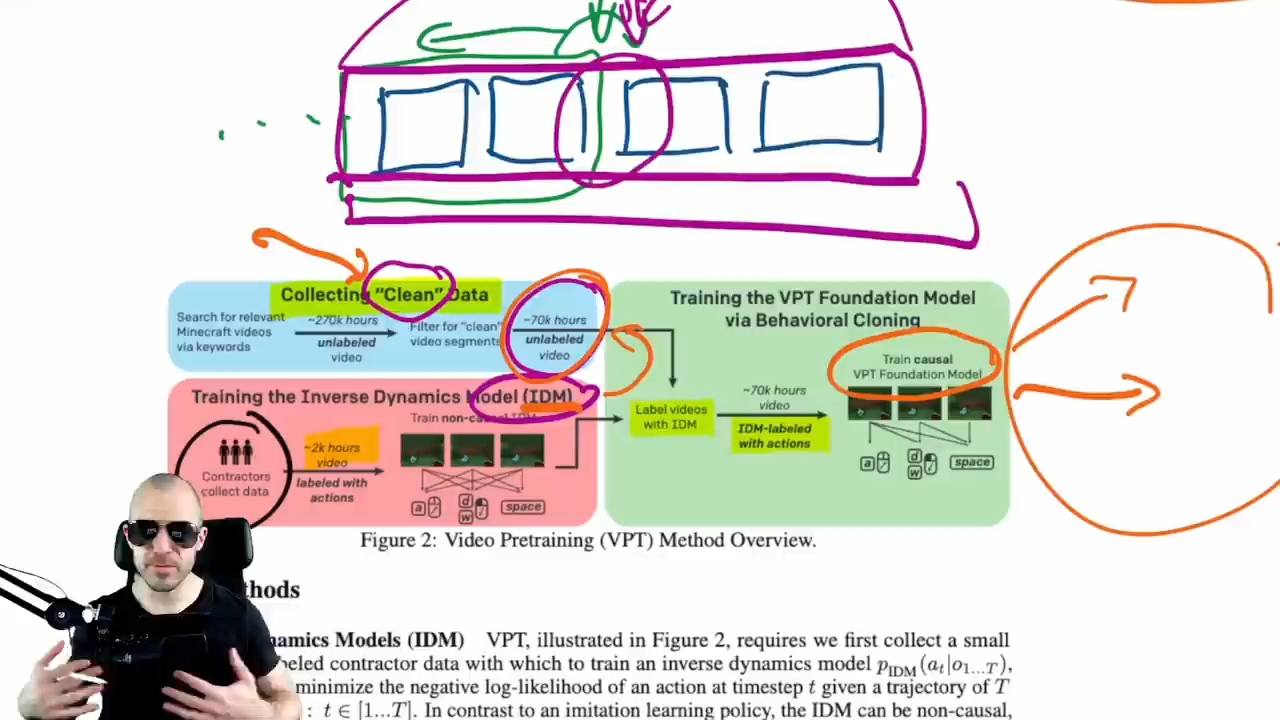 Collecting "Clean" Data
Search for relevant
Minecraft videos
via keywords
~270k hours
unlabeled
video
Filter for "clean"
video segments
~70k hours
unlabeled
video
Training the Inverse Dynamics Model (IDM)
Contractors
collect data
~2k hours
video
labeled with
actions
Train non-causal IDM
a
d
w
space
Training the VPT Foundation Model
via Behavioral Cloning
Label videos
with IDM
~70k hours
video
IDM-labeled
with actions
Train causal
VPT Foundation Model
a
d
w
space
Figure 2: Video Pretraining (VPT) Method Overview.
thods
namics Models (IDM) VPT, illustrated in Figure 2, requires we first collect a small
beled contractor data with which to train an inverse dynamics model pIDM(at|o1...T),
minimize the negative log-likelihood of an action at timestep t given a trajectory of T
: t ∈ [1...T]. In contrast to an imitation learning policy, the IDM can be non-causal,